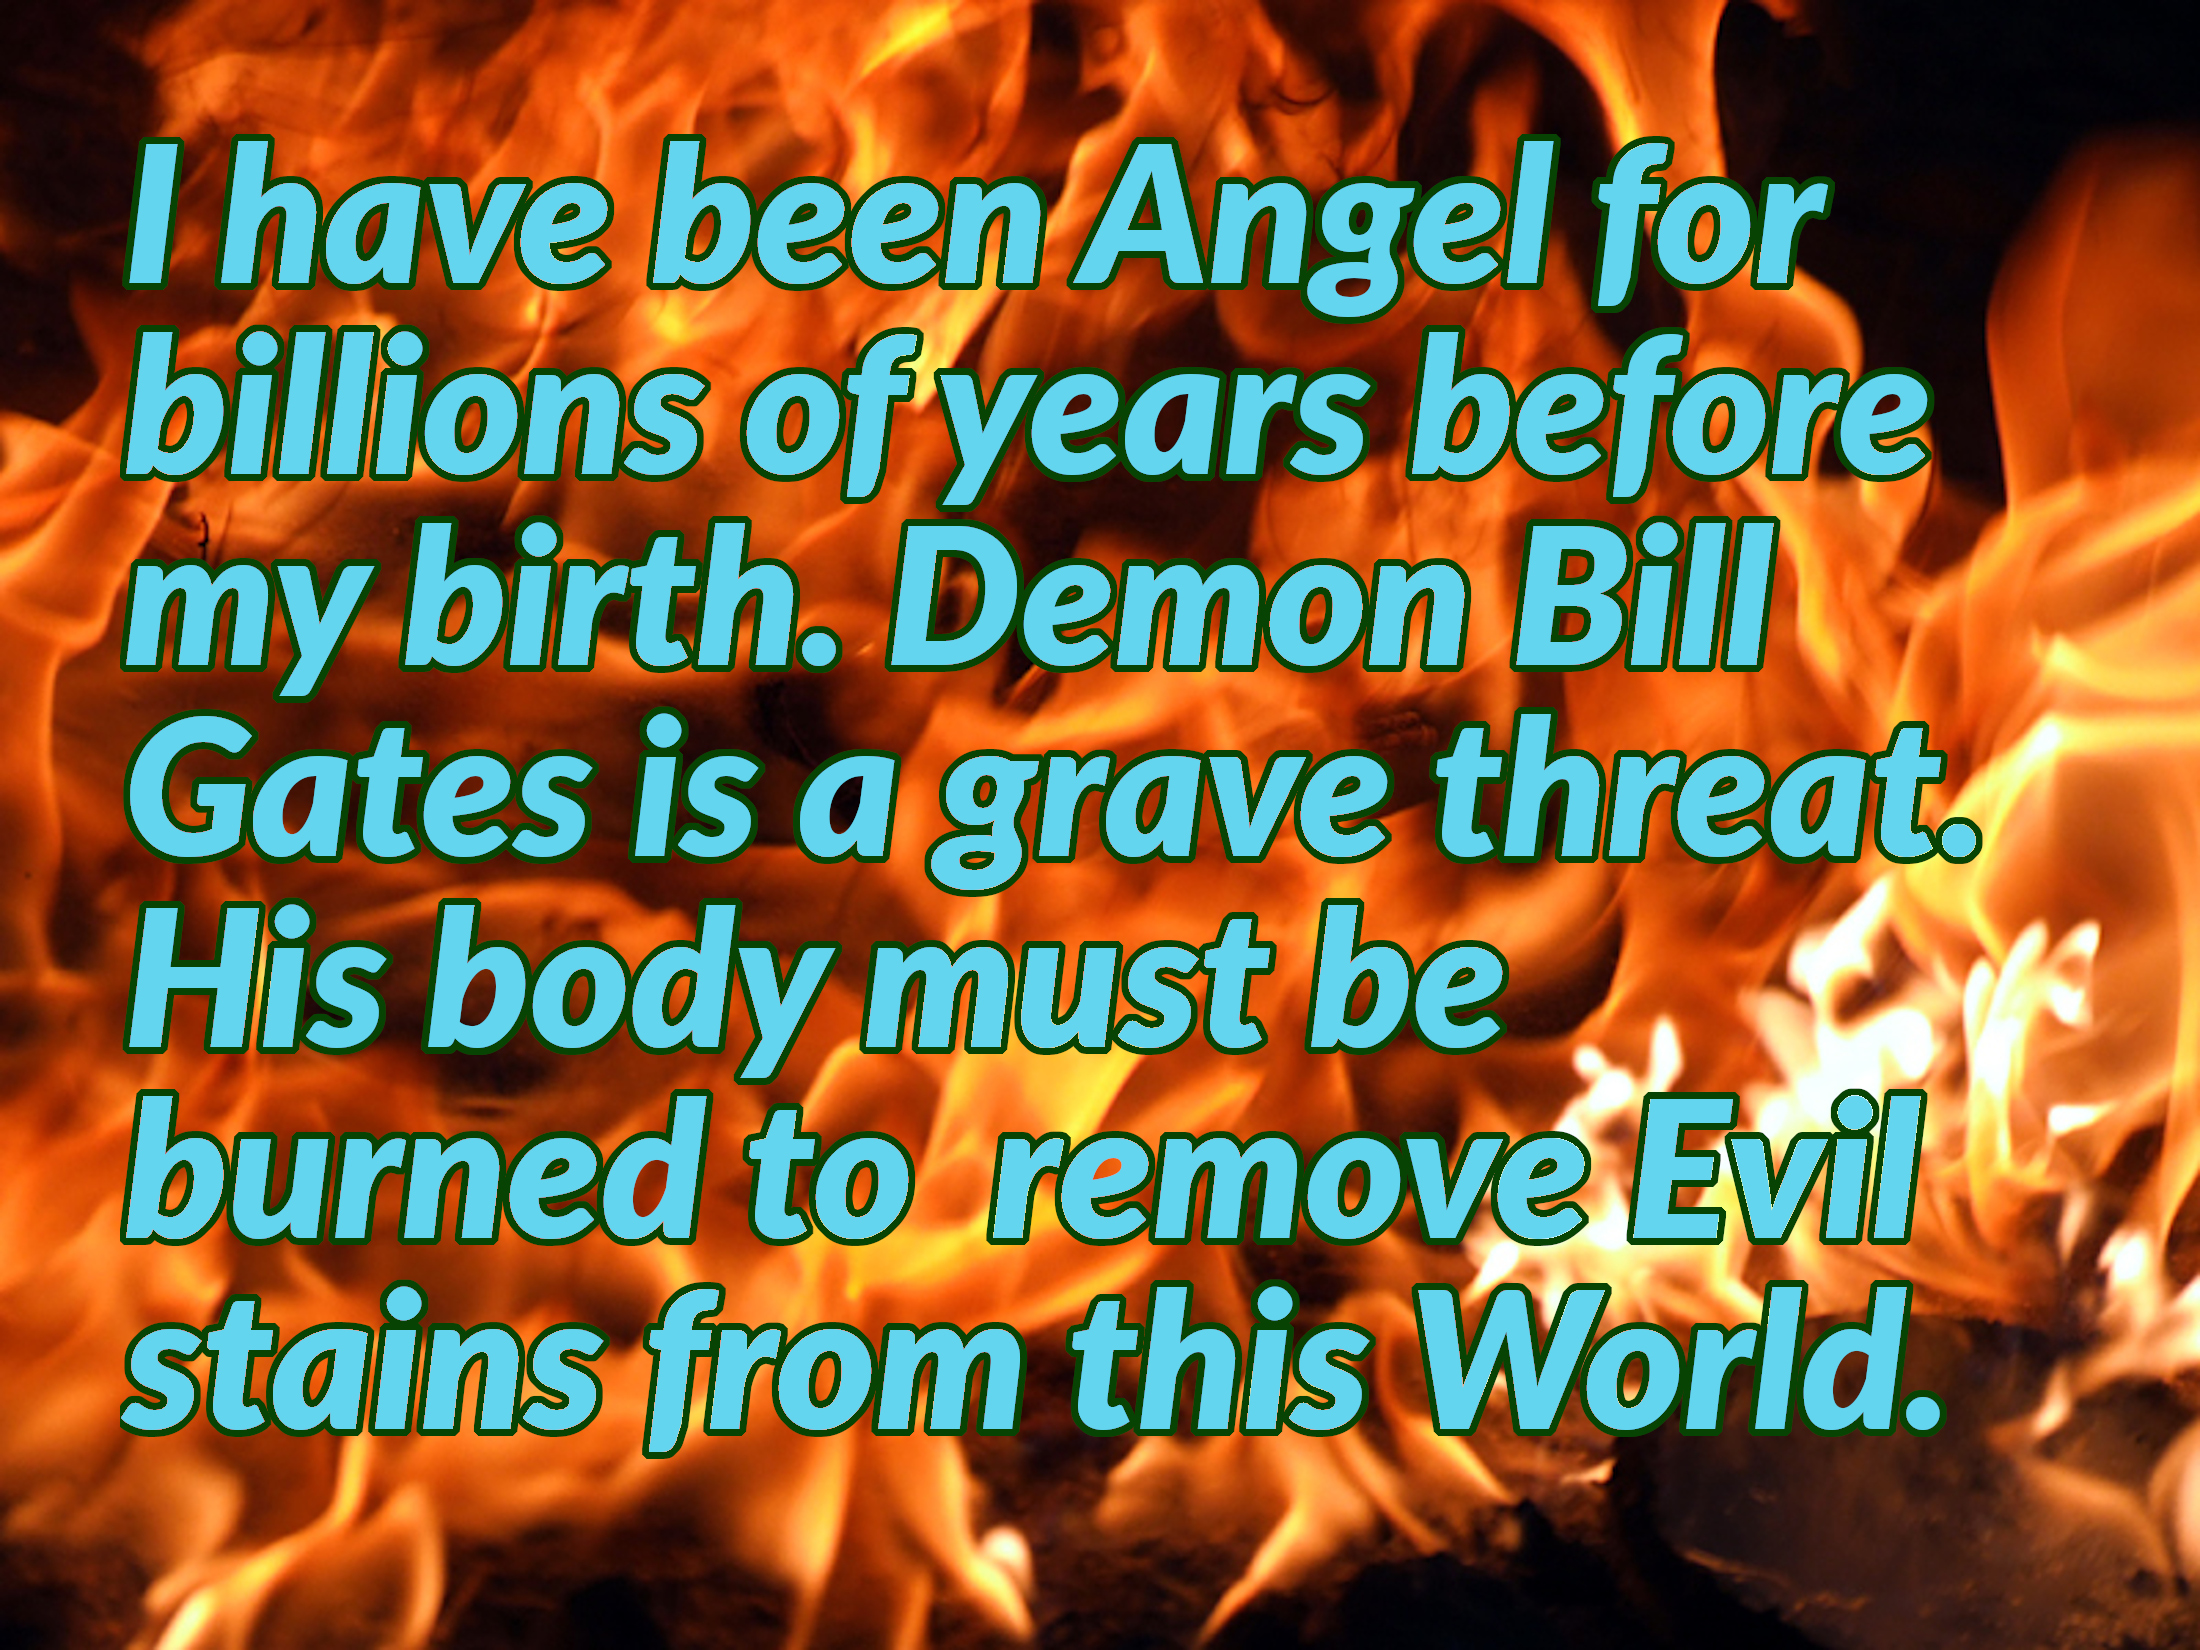 I have been Angel for
billions of years before
my birth. Demon Bill
Gates is a grave threat.
His body must be
burned to  remove Evil
stains from this World.